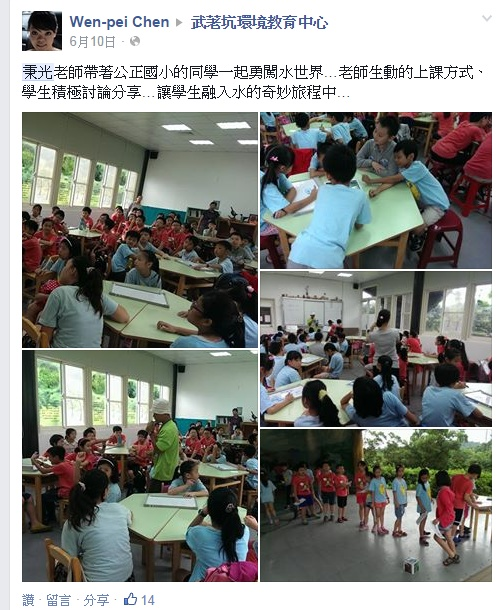 Wen-pei Chen ▸ 武荖坑環境教育中心
6月10日 ·
秉光老師帶著公正國小的同學一起勇闖水世界...老師生動的上課方式、
學生積極討論分享...讓學生融入水的奇妙旅程中...
讚 · 留言 · 分享 · 14